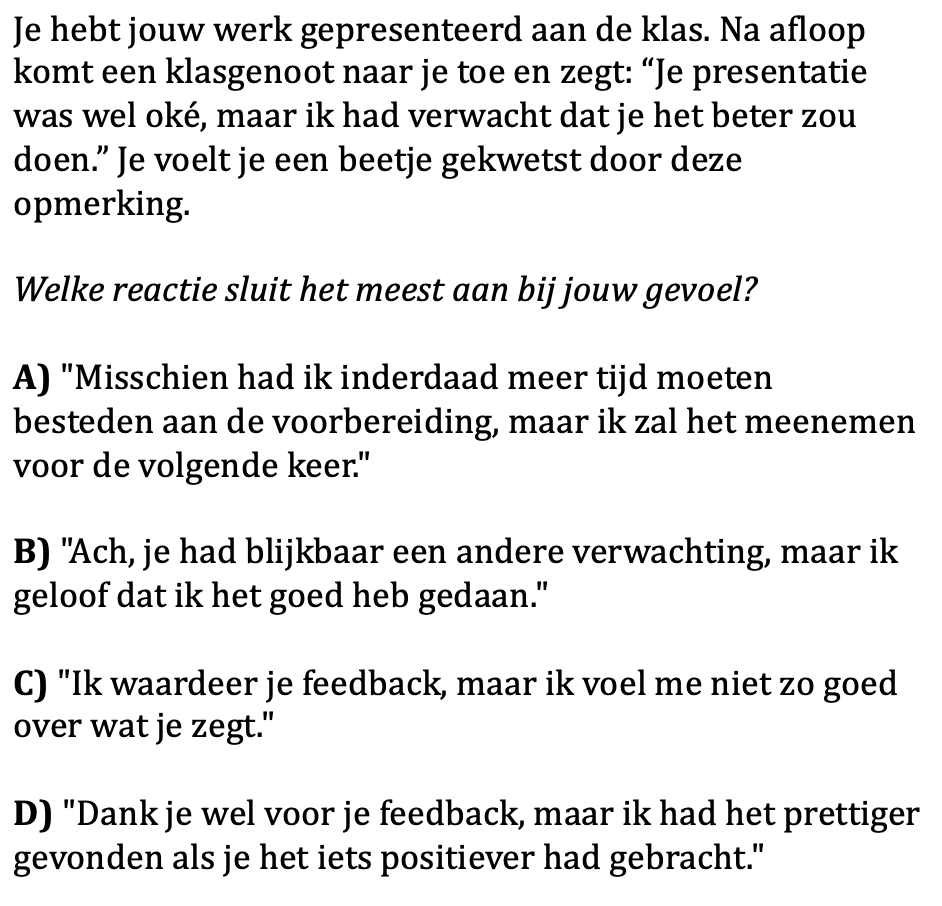 Je hebt jouw werk gepresenteerd aan de klas. Na afloop
komt een klasgenoot naar je toe en zegt: “Je presentatie
was wel oké, maar ik had verwacht dat je het beter zou
doen.” Je voelt je een beetje gekwetst door deze
opmerking.
Welke reactie sluit het meest aan bij jouw gevoel?
A) "Misschien had ik inderdaad meer tijd moeten
besteden aan de voorbereiding, maar ik zal het meenemen
voor de volgende keer."
B) "Ach, je had blijkbaar een andere verwachting, maar ik
geloof dat ik het goed heb gedaan."
C) "Ik waardeer je feedback, maar ik voel me niet zo goed
over wat je zegt."
D) "Dank je wel voor je feedback, maar ik had het prettiger
gevonden als je het iets positiever had gebracht."